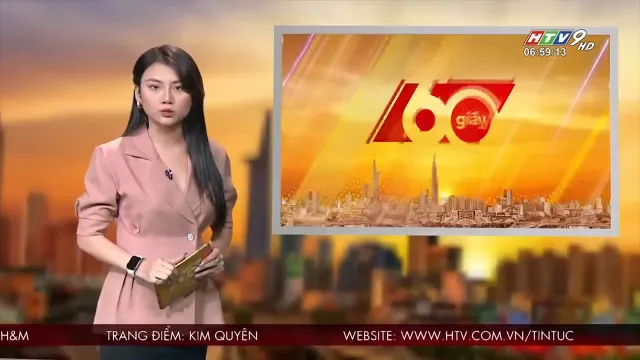 HTV9 HD
06:59:13
60 giây
H&M TRANG ĐIỂM: KIM QUYÊN WEBSITE: WWW.HTV.COM.VN/TINTUC